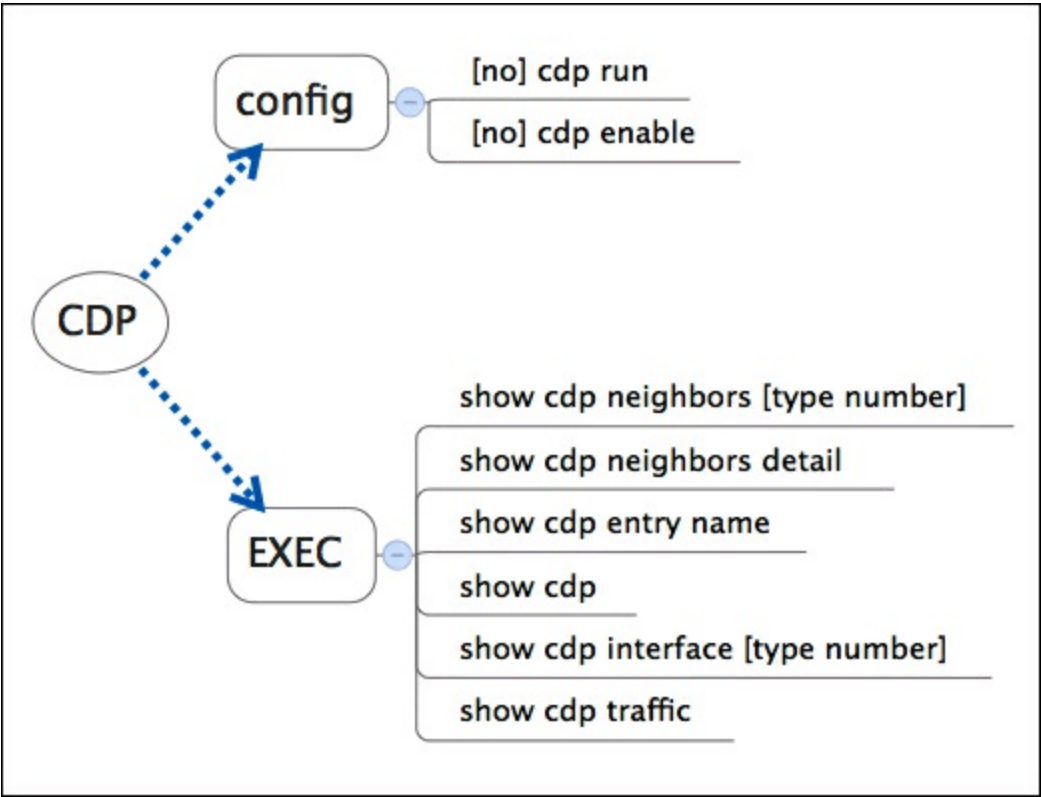 config
[no] cdp run
[no] cdp enable
CDP
EXEC
show cdp neighbors [type number]
show cdp neighbors detail
show cdp entry name
show cdp
show cdp interface [type number]
show cdp traffic